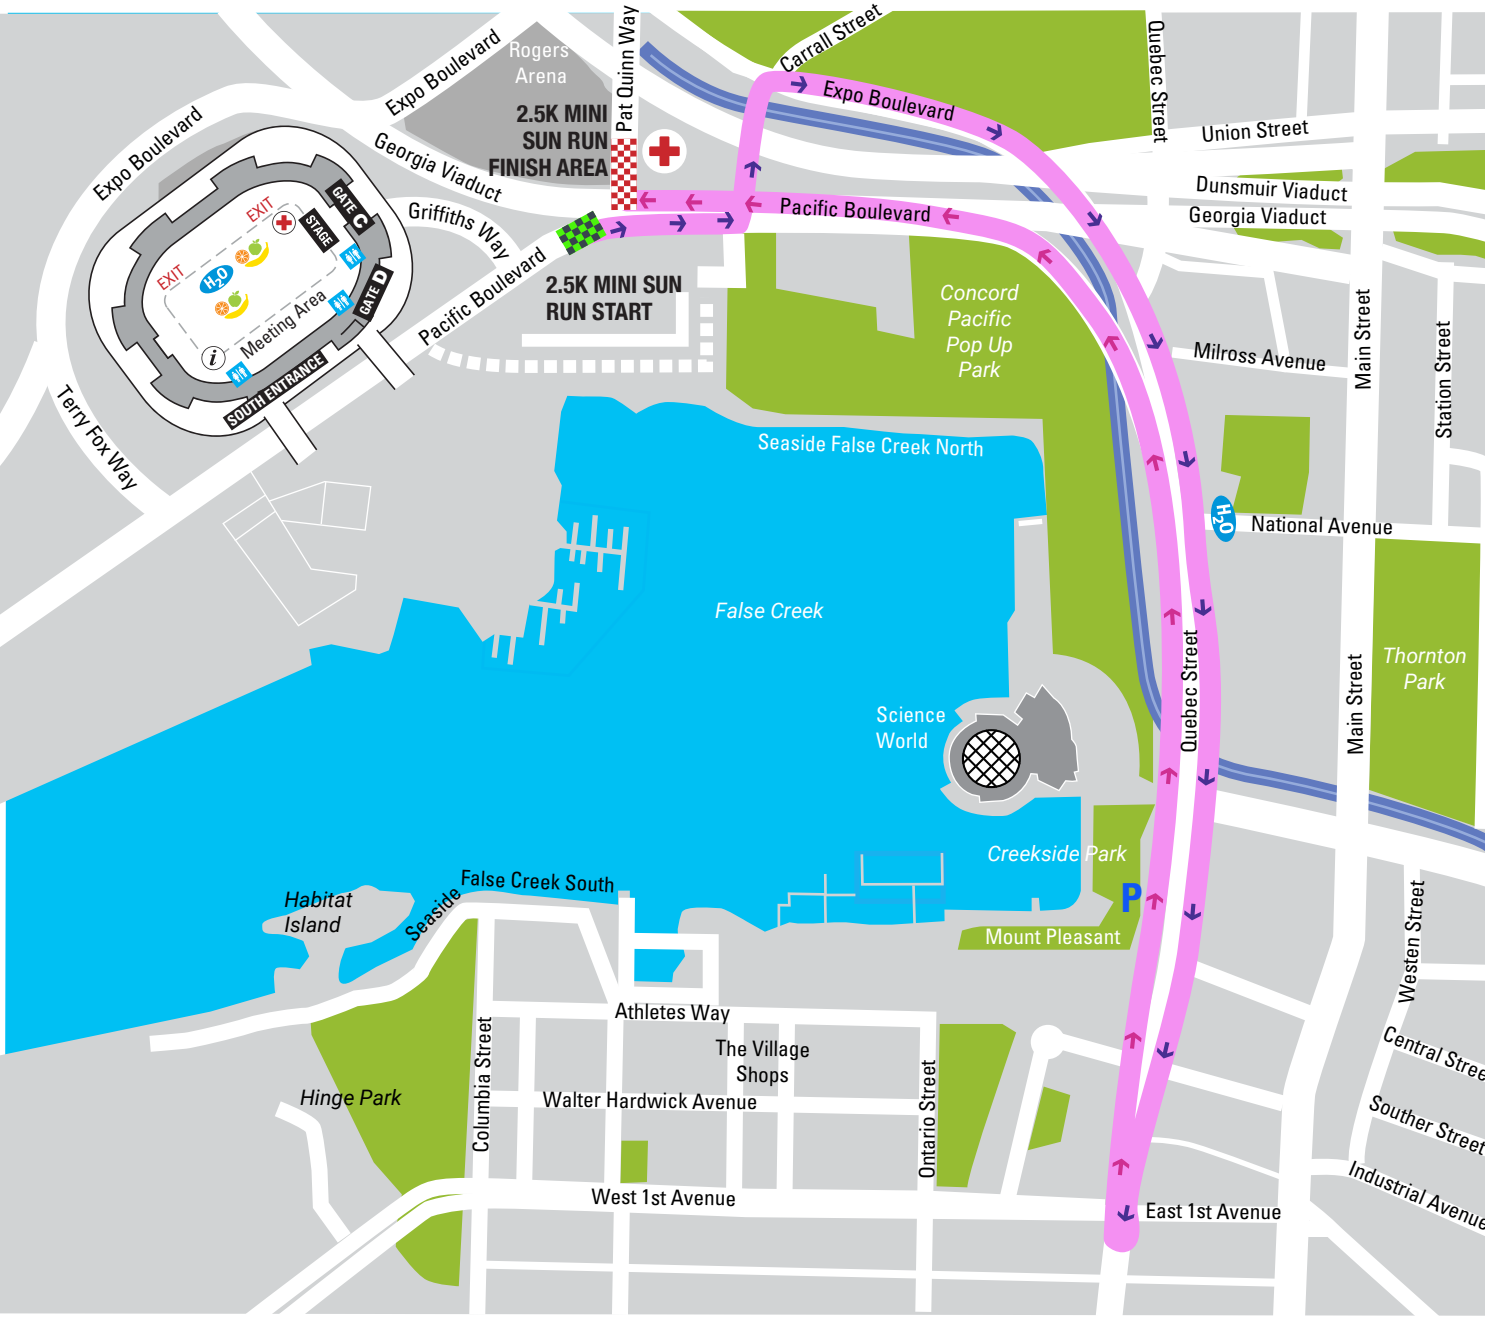 Expo Boulevard
Rogers
Arena
Pat Quinn Way
Carrall Street
Quebec Street
Expo Boulevard
Expo Boulevard
2.5K MINI
SUN RUN
FINISH AREA
Union Street
Georgia Viaduct
Dunsmuir Viaduct
Georgia Viaduct
Griffiths Way
Pacific Boulevard
Pacific Boulevard
2.5K MINI SUN
RUN START
GATE C
STAGE
EXIT
EXIT
H2O
GATE D
Meeting Area
i
SOUTH ENTRANCE
Terry Fox Way
Concord
Pacific
Pop Up
Park
Milross Avenue
Main Street
Station Street
Seaside False Creek North
H2O
National Avenue
False Creek
Quebec Street
Main Street
Thornton
Park
Science
World
Creekside Park
P
Mount Pleasant
Habitat
Island
Seaside
False Creek South
Westen Street
Athletes Way
The Village
Shops
Columbia Street
Ontario Street
Walter Hardwick Avenue
Hinge Park
Central Stree
Souther Street
Industrial Avenue
West 1st Avenue
East 1st Avenue